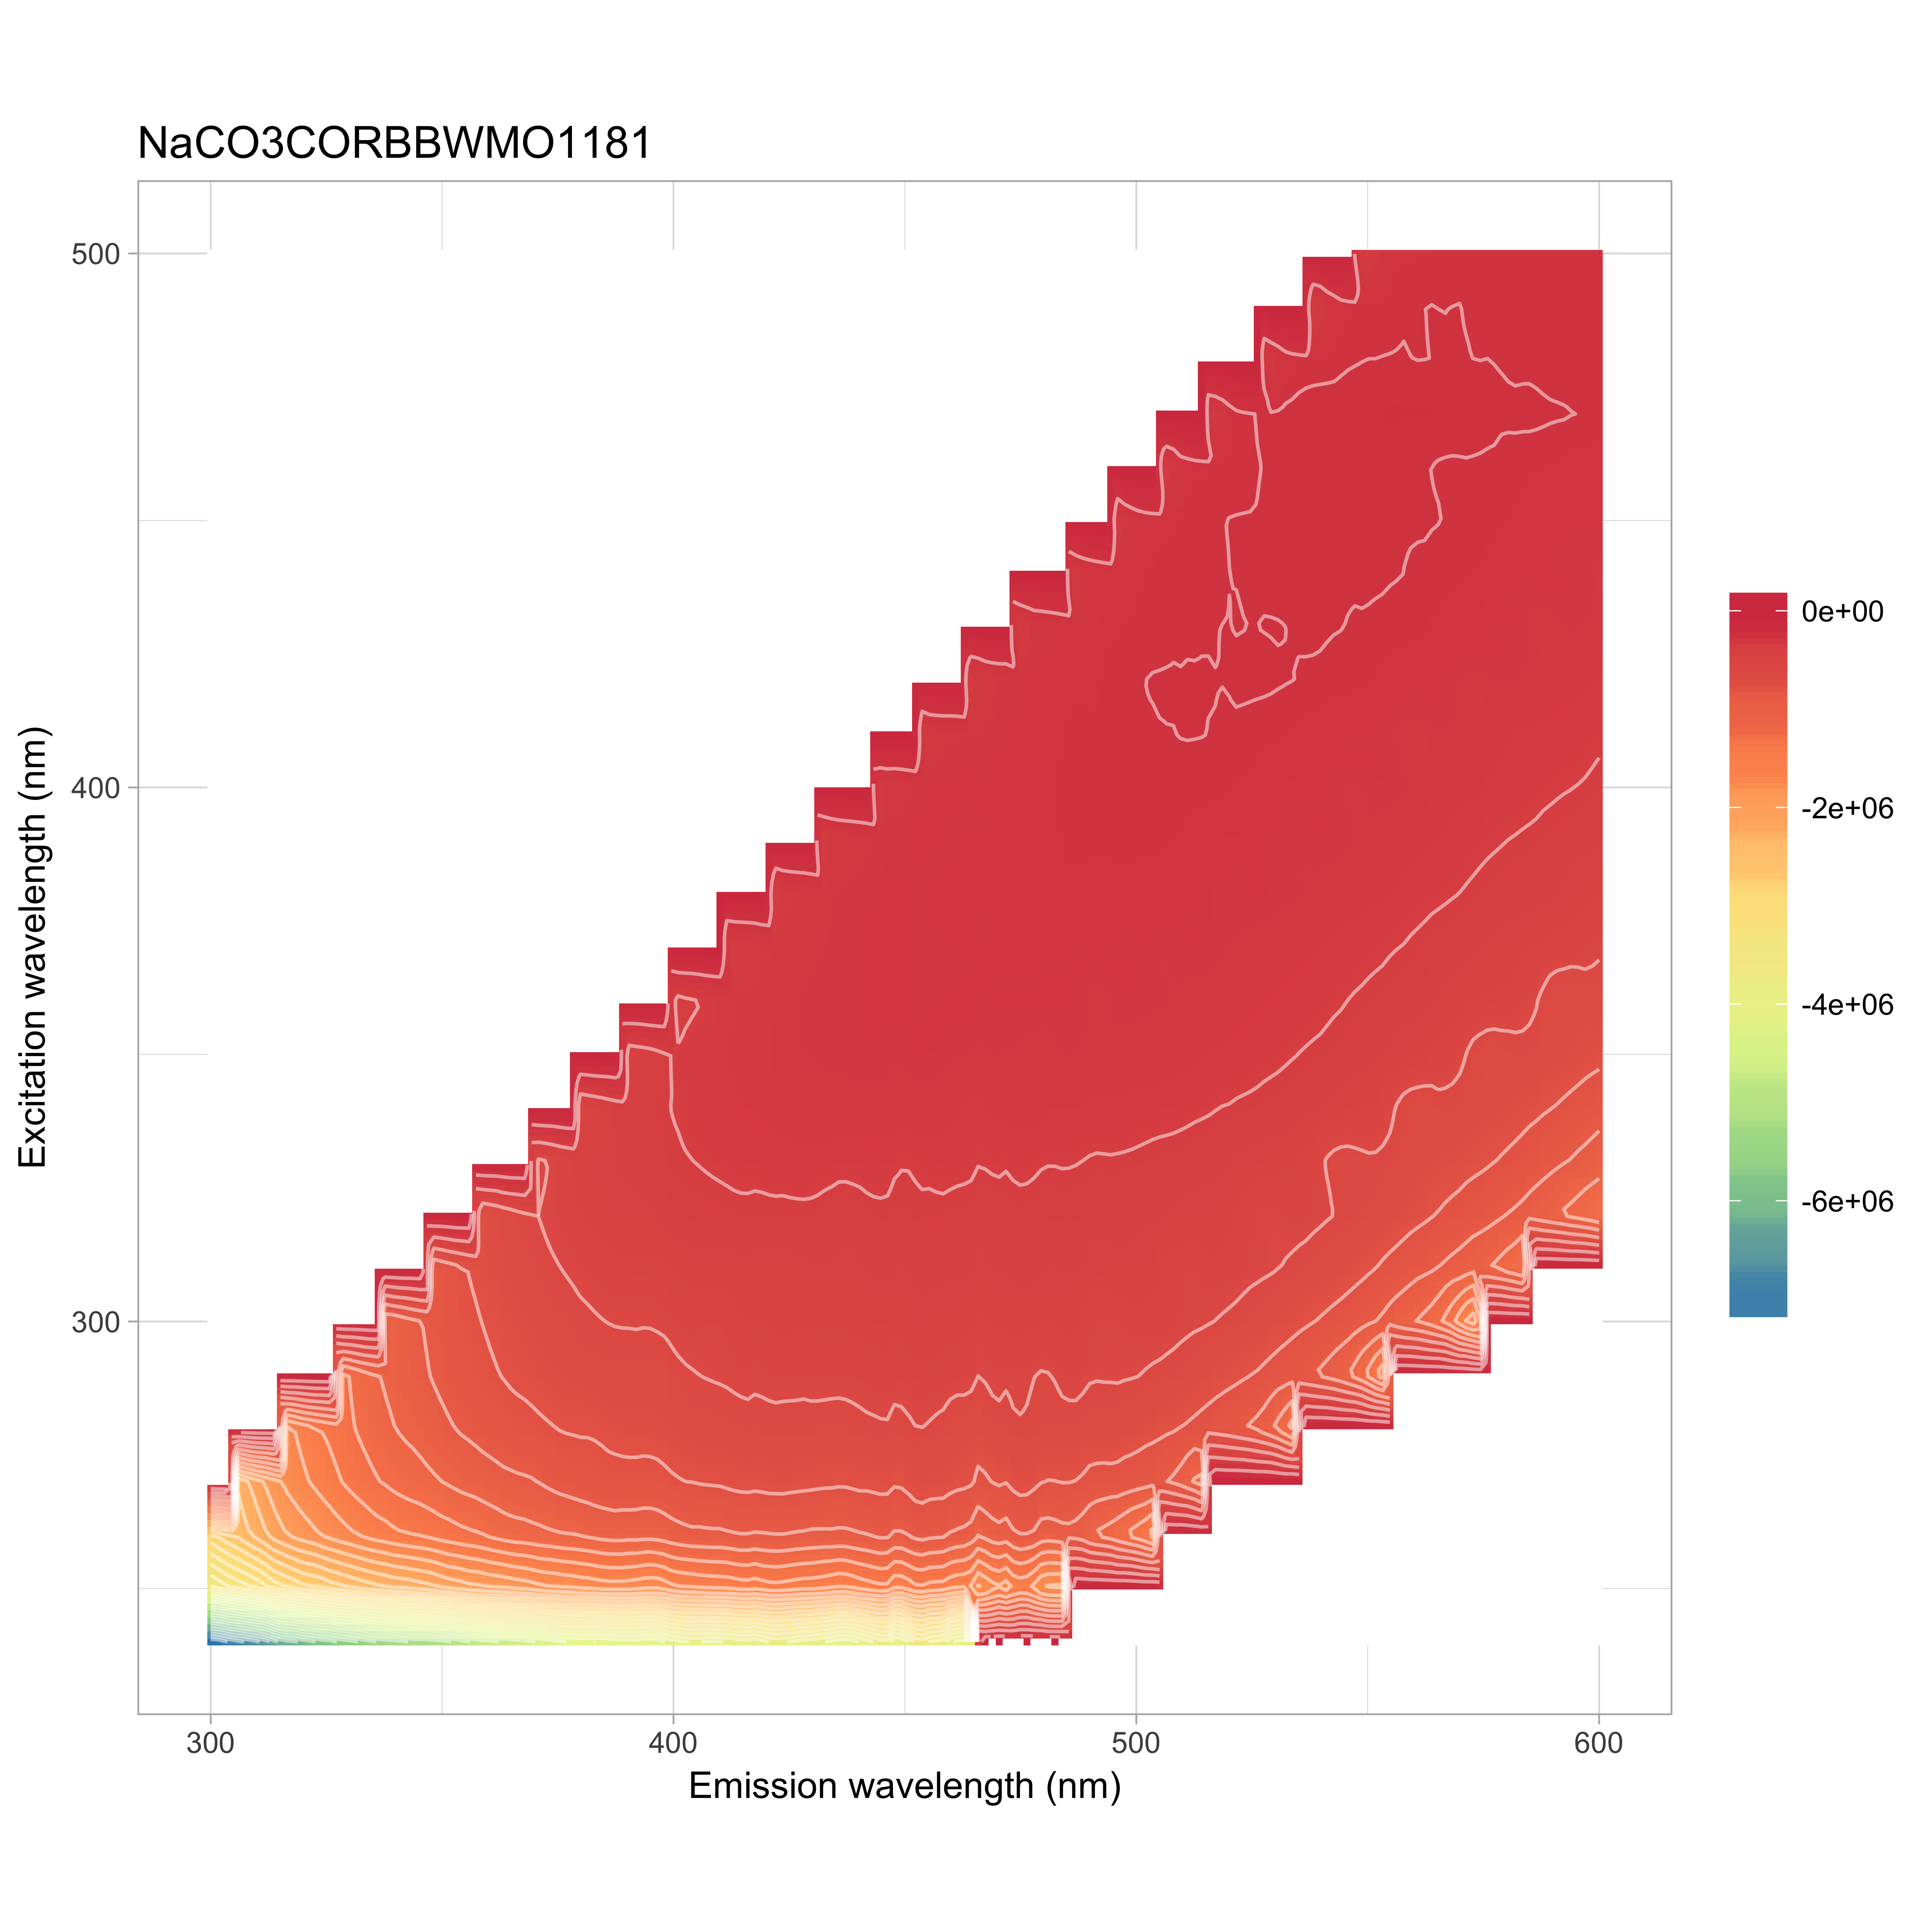 NaCO3CORBBWMO1181
500
400
300
Excitation wavelength (nm)
300
400
500
600
Emission wavelength (nm)
0e+00
-2e+06
-4e+06
-6e+06